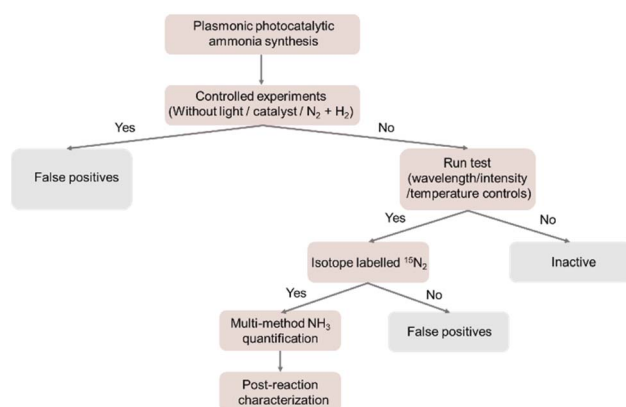 Plasmonic photocatalytic
ammonia synthesis
Controlled experiments
(Without light / catalyst / N₂ + H₂)
Yes
No
False positives
Run test
(wavelength/intensity
/temperature controls)
Yes
No
Isotope labelled ¹⁵N₂
Inactive
Yes
No
Multi-method NH₃
quantification
False positives
Post-reaction
characterization